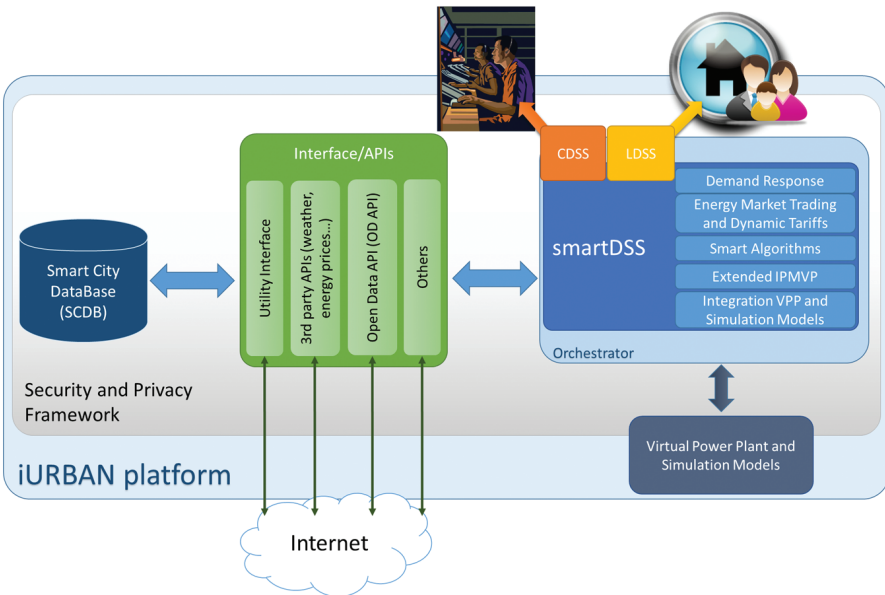 Interface/APIs
Utility Interface
3rd party APIs (weather,
energy prices...)
Open Data API (OD API)
Others
Smart City
DataBase
(SCDB)
CDSS
LDSS
smartDSS
Demand Response
Energy Market Trading
and Dynamic Tariffs
Smart Algorithms
Extended IPMVP
Integration VPP and
Simulation Models
Orchestrator
Security and Privacy
Framework
Virtual Power Plant and
Simulation Models
iURBAN platform
Internet